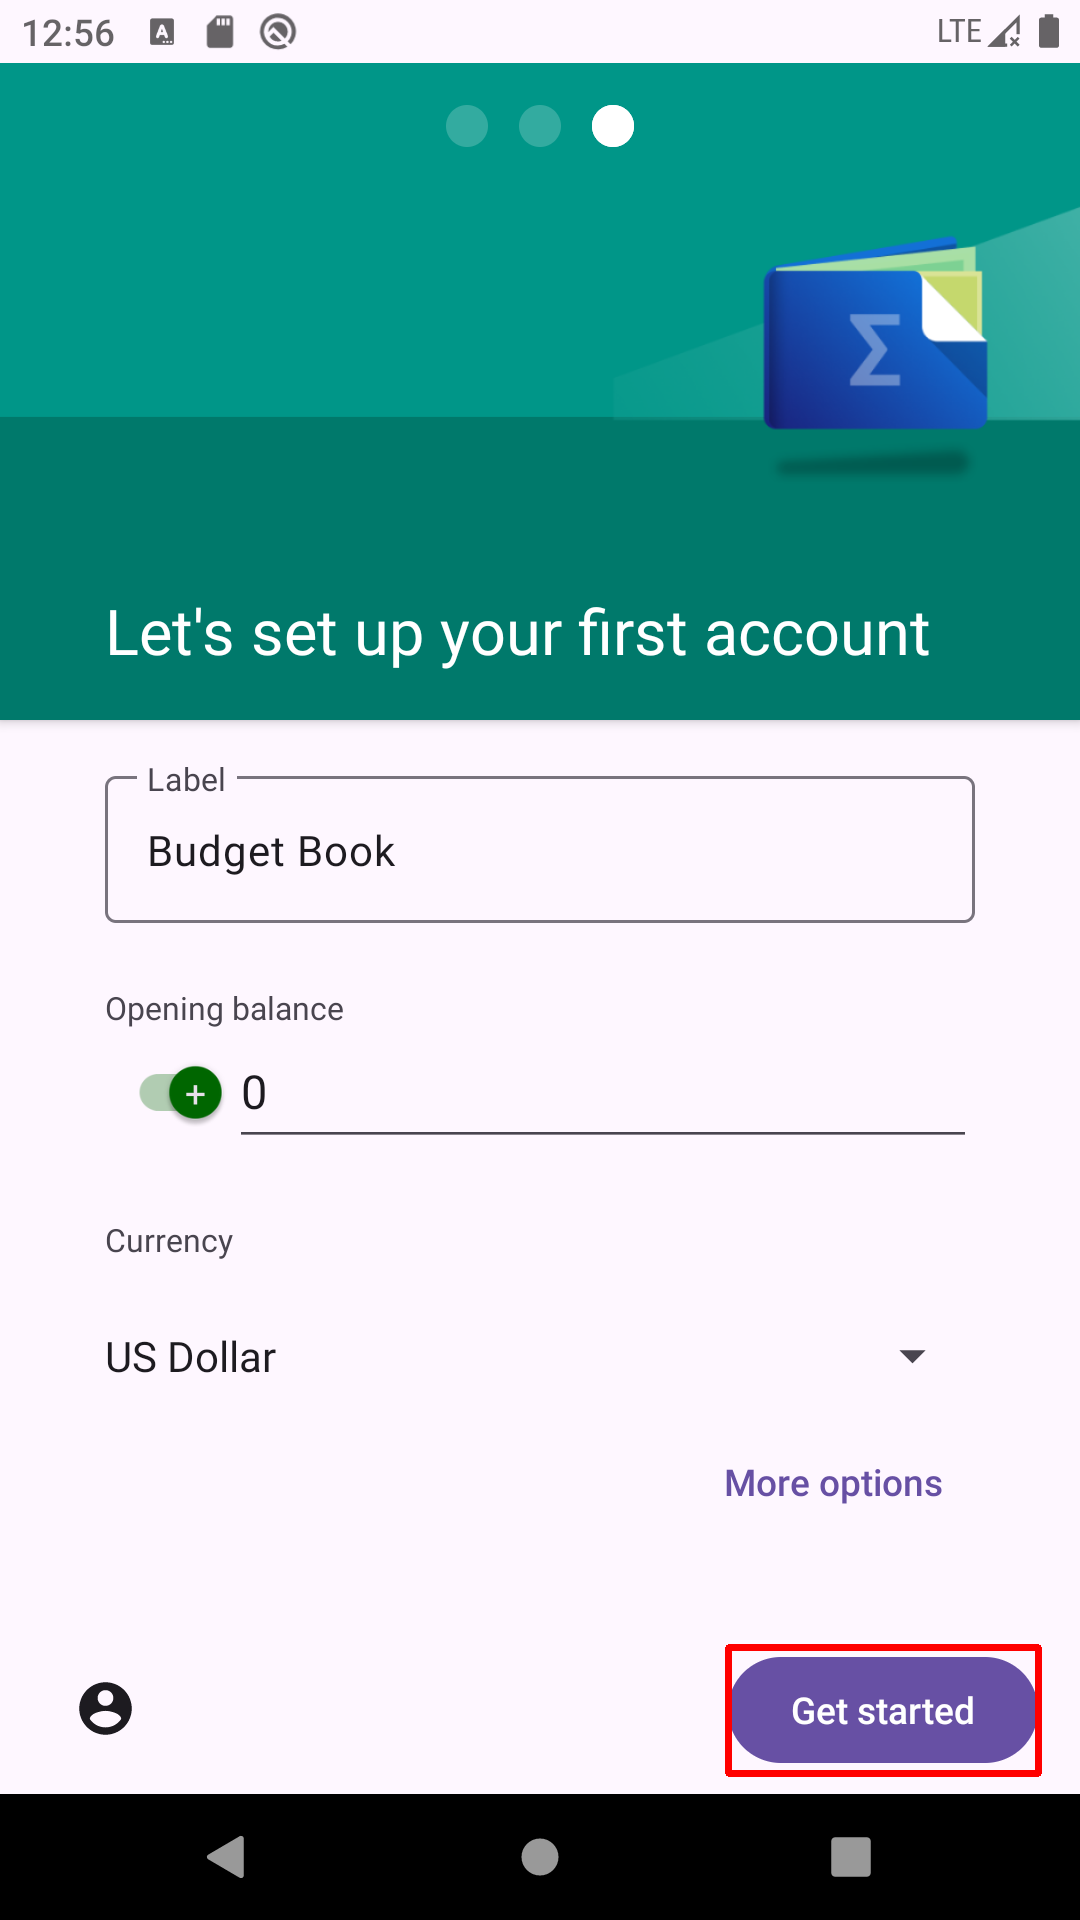 12:56
LTE
Let's set up your first account
Label
Budget Book
Opening balance
+ 0
Currency
US Dollar
More options
Get started